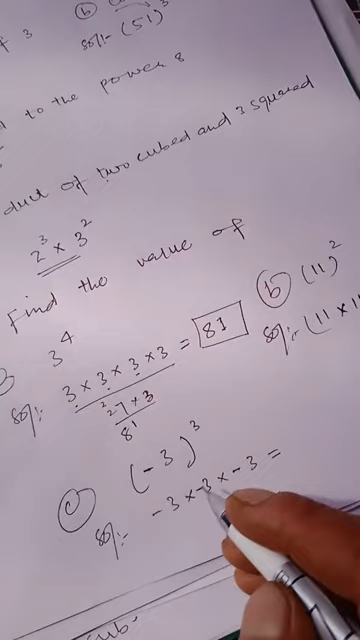 f 3
(b)
sol:- (51)³
d to the power 8
duct of two cubed and 3 squared
2³ × 3²
Find the value of
3⁴
(b) (11)²
sol:- 3 × 3 × 3 × 3 = 81
sol:- (11 × 11
27 × 3
81
(c) (-3)³
sol:- -3 × -3 × -3 =